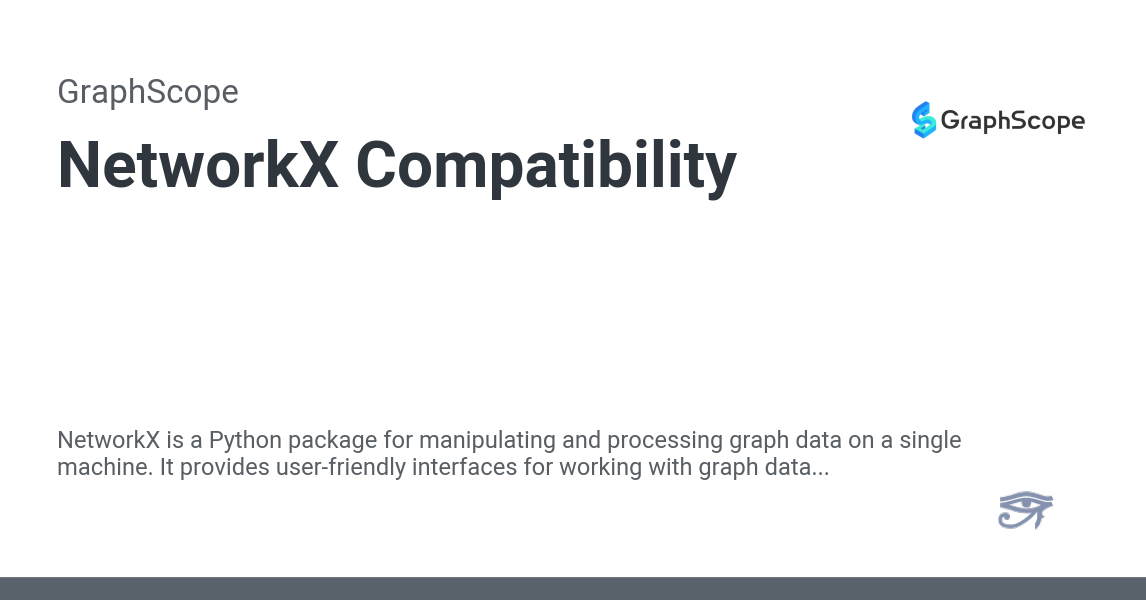 GraphScope
GraphScope
NetworkX Compatibility
NetworkX is a Python package for manipulating and processing graph data on a single
machine. It provides user-friendly interfaces for working with graph data...